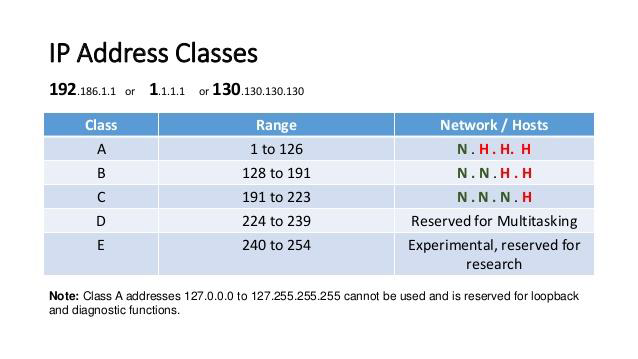 IP Address Classes
192.186.1.1 or 1.1.1.1 or 130.130.130.130
Class Range Network / Hosts
A 1 to 126 N . H . H. H
B 128 to 191 N . N . H . H
C 191 to 223 N . N . N . H
D 224 to 239 Reserved for Multitasking
E 240 to 254 Experimental, reserved for
research
Note: Class A addresses 127.0.0.0 to 127.255.255.255 cannot be used and is reserved for loopback
and diagnostic functions.